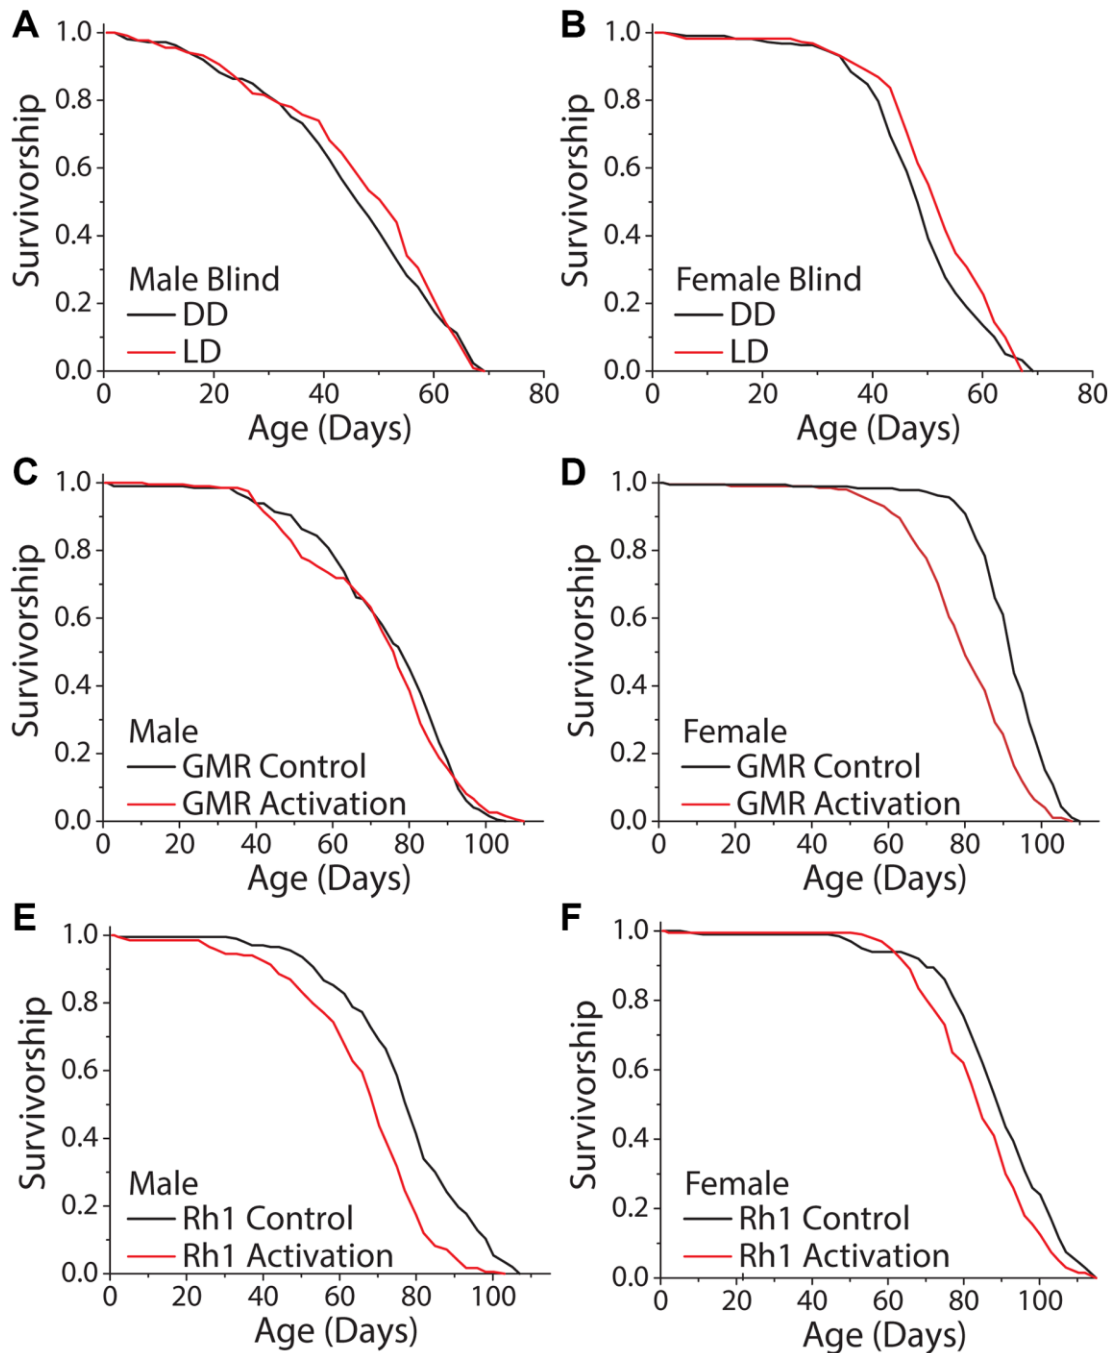 A
Survivorship
1.0
0.8
0.6
0.4
0.2
0.0
Male Blind
DD
LD
0 20 40 60 80
Age (Days)
B
Survivorship
1.0
0.8
0.6
0.4
0.2
0.0
Female Blind
DD
LD
0 20 40 60 80
Age (Days)
C
Survivorship
1.0
0.8
0.6
0.4
0.2
0.0
Male
GMR Control
GMR Activation
0 20 40 60 80 100
Age (Days)
D
Survivorship
1.0
0.8
0.6
0.4
0.2
0.0
Female
GMR Control
GMR Activation
0 20 40 60 80 100
Age (Days)
E
Survivorship
1.0
0.8
0.6
0.4
0.2
0.0
Male
Rh1 Control
Rh1 Activation
0 20 40 60 80 100
Age (Days)
F
Survivorship
1.0
0.8
0.6
0.4
0.2
0.0
Female
Rh1 Control
Rh1 Activation
0 20 40 60 80 100
Age (Days)